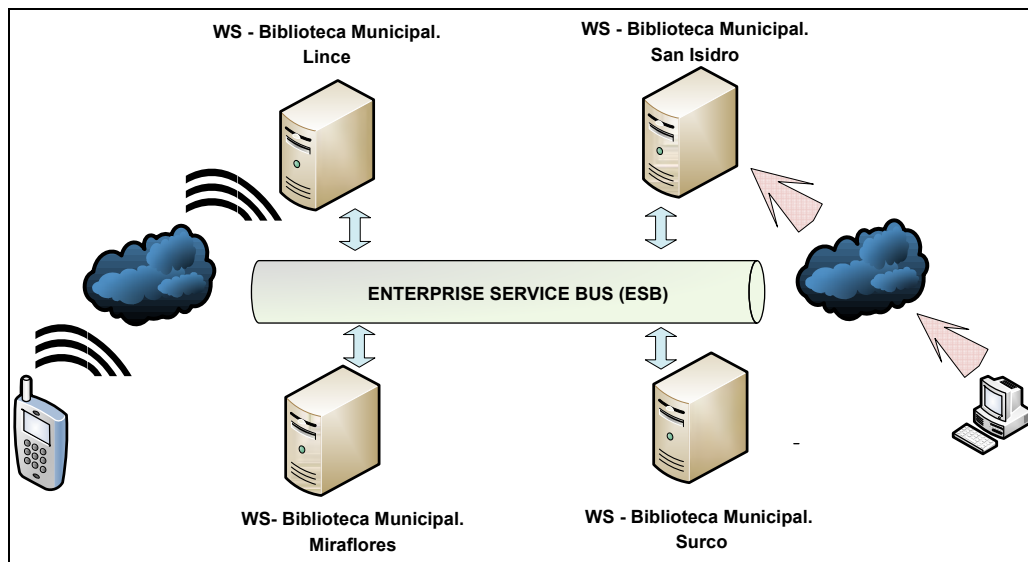 WS - Biblioteca Municipal.
Lince
WS - Biblioteca Municipal.
San Isidro
ENTERPRISE SERVICE BUS (ESB)
WS- Biblioteca Municipal.
Miraflores
WS - Biblioteca Municipal.
Surco